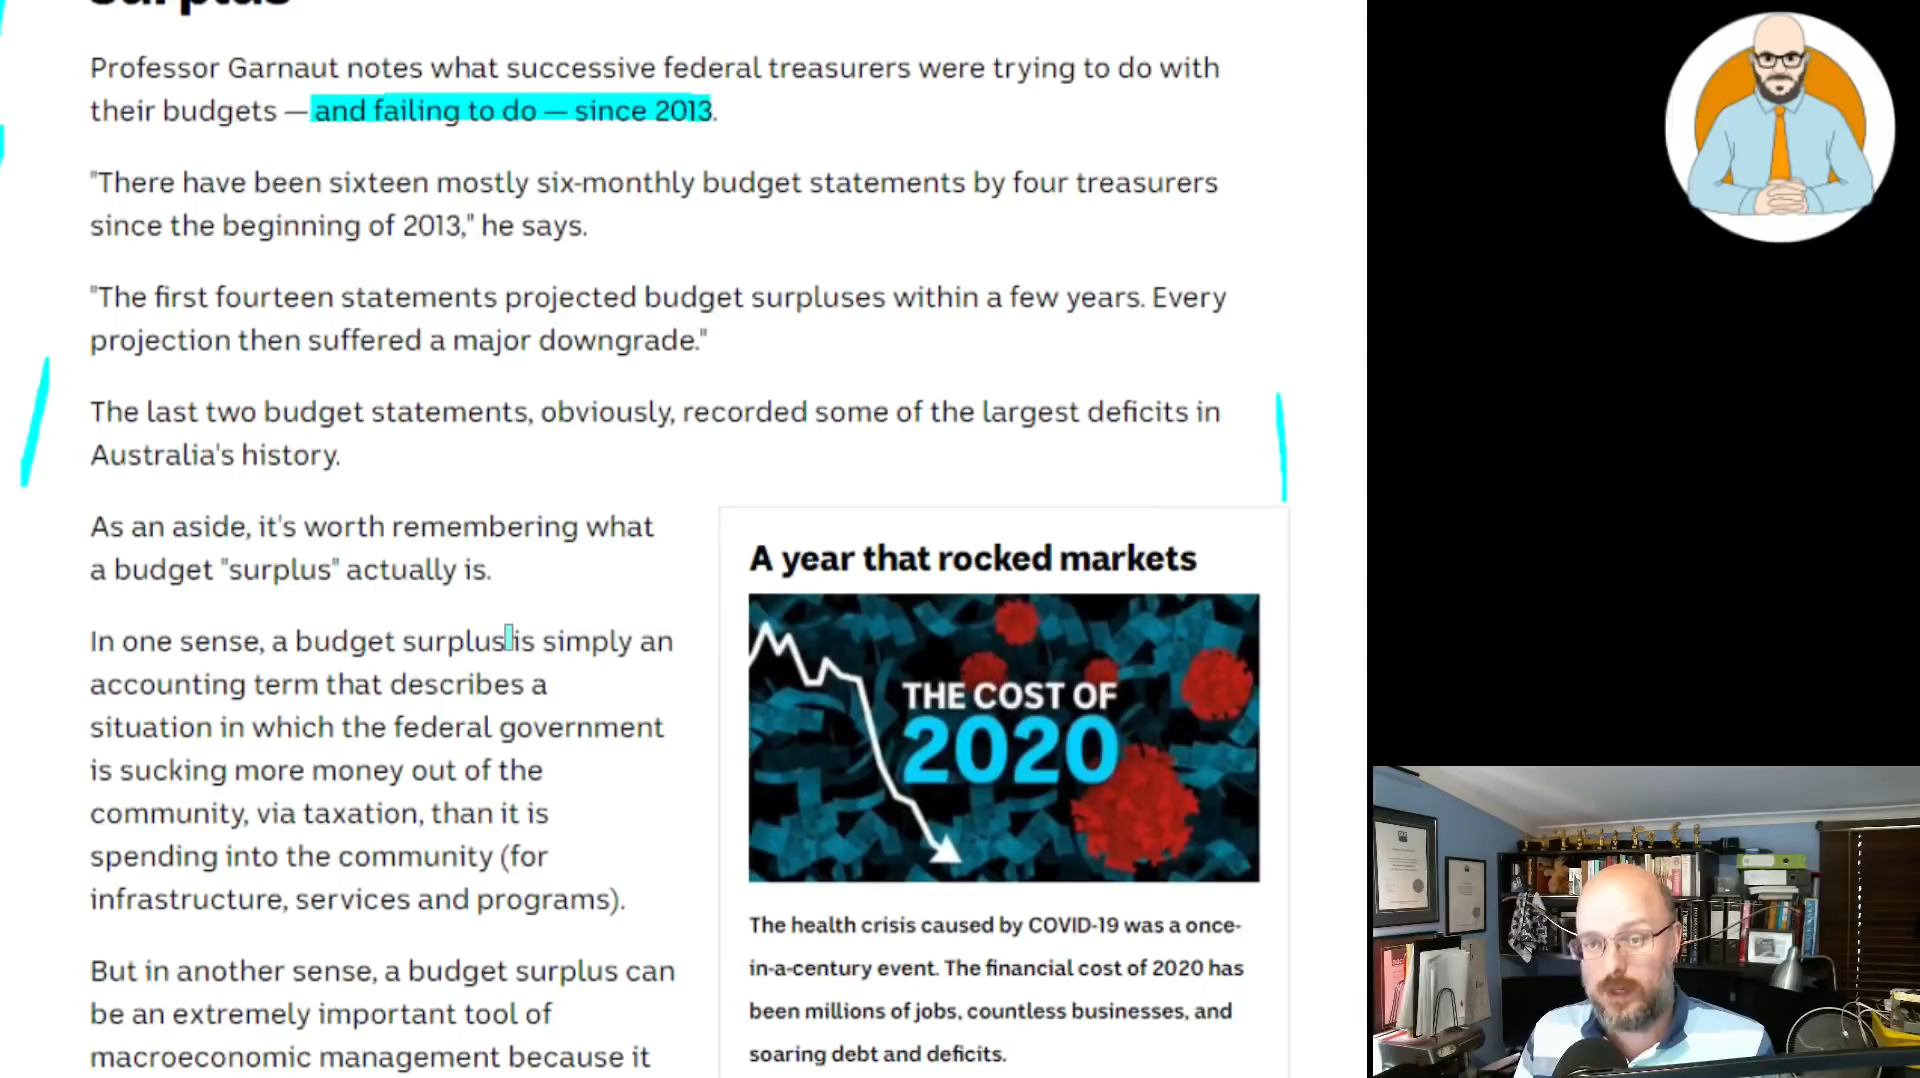 surplus
Professor Garnaut notes what successive federal treasurers were trying to do with
their budgets — and failing to do — since 2013.
"There have been sixteen mostly six-monthly budget statements by four treasurers
since the beginning of 2013," he says.
"The first fourteen statements projected budget surpluses within a few years. Every
projection then suffered a major downgrade."
The last two budget statements, obviously, recorded some of the largest deficits in
Australia's history.
As an aside, it's worth remembering what
a budget "surplus" actually is.
In one sense, a budget surplus is simply an
accounting term that describes a
situation in which the federal government
is sucking more money out of the
community, via taxation, than it is
spending into the community (for
infrastructure, services and programs).
But in another sense, a budget surplus can
be an extremely important tool of
macroeconomic management because it
A year that rocked markets
THE COST OF
2020
The health crisis caused by COVID-19 was a once-
in-a-century event. The financial cost of 2020 has
been millions of jobs, countless businesses, and
soaring debt and deficits.